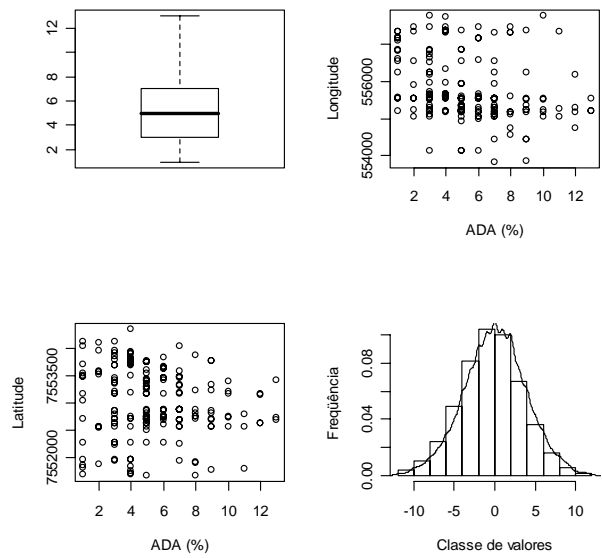 12
8
6
4
2
Longitude
556000
554000
2 4 6 8 10 12
ADA (%)
Latitude
7553500
7552000
2 4 6 8 10 12
ADA (%)
Freqüência
0.08
0.04
0.00
-10 -5 0 5 10
Classe de valores